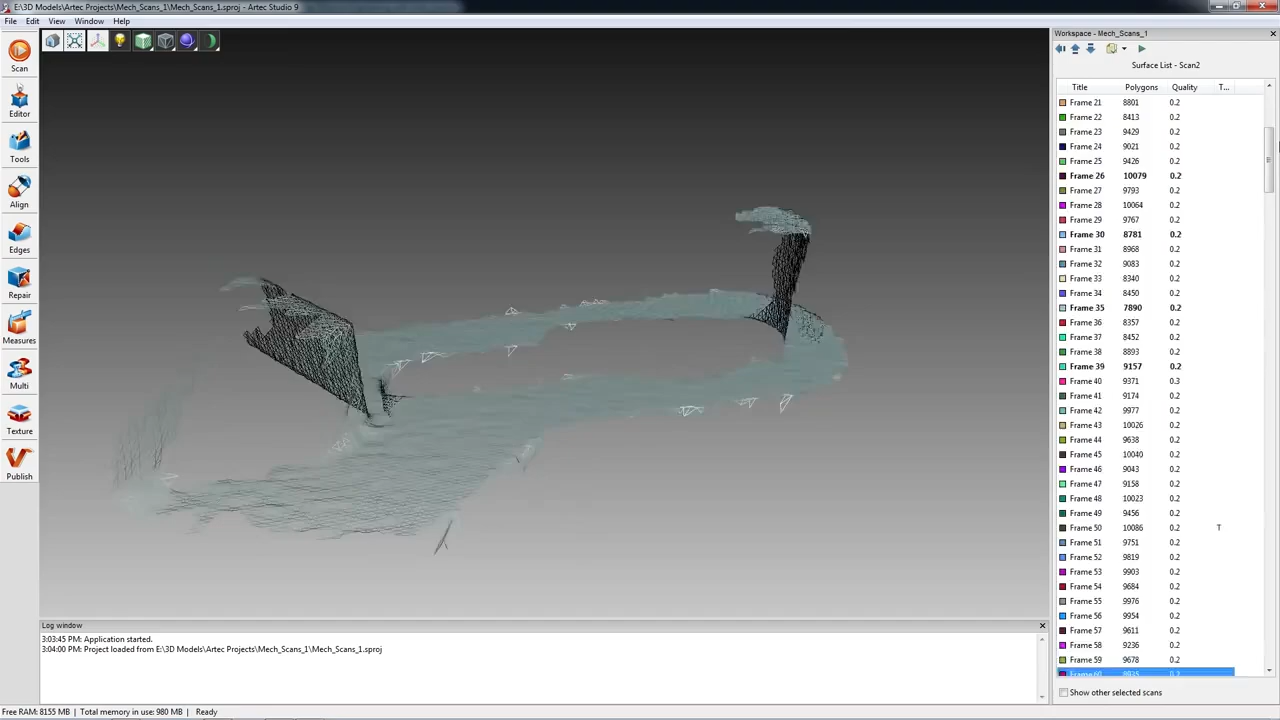 E:\3D Models\Artec Projects\Mech_Scans_1\Mech_Scans_1.sproj - Artec Studio 9
File Edit View Window Help
Scan
Editor
Tools
Align
Edges
Repair
Measures
Multi
Texture
Publish
Workspace - Mech_Scans_1
Surface List - Scan2
Title Polygons Quality T...
Frame 21 8801 0.2
Frame 22 8413 0.2
Frame 23 9429 0.2
Frame 24 9021 0.2
Frame 25 9426 0.2
Frame 26 10079 0.2
Frame 27 9793 0.2
Frame 28 10064 0.2
Frame 29 9767 0.2
Frame 30 8781 0.2
Frame 31 8968 0.2
Frame 32 9083 0.2
Frame 33 8340 0.2
Frame 34 8450 0.2
Frame 35 7890 0.2
Frame 36 8357 0.2
Frame 37 8452 0.2
Frame 38 8893 0.2
Frame 39 9157 0.2
Frame 40 9371 0.3
Frame 41 9174 0.2
Frame 42 9977 0.2
Frame 43 10026 0.2
Frame 44 9638 0.2
Frame 45 10040 0.2
Frame 46 9043 0.2
Frame 47 9158 0.2
Frame 48 10023 0.2
Frame 49 9456 0.2
Frame 50 10086 0.2 T
Frame 51 9751 0.2
Frame 52 9819 0.2
Frame 53 9903 0.2
Frame 54 9684 0.2
Frame 55 9976 0.2
Frame 56 9954 0.2
Frame 57 9611 0.2
Frame 58 9236 0.2
Frame 59 9678 0.2
Frame 60 8935 0.2
Show other selected scans
Log window
3:03:45 PM: Application started.
3:04:00 PM: Project loaded from E:\3D Models\Artec Projects\Mech_Scans_1\Mech_Scans_1.sproj
Free RAM: 8155 MB | Total memory in use: 980 MB | Ready